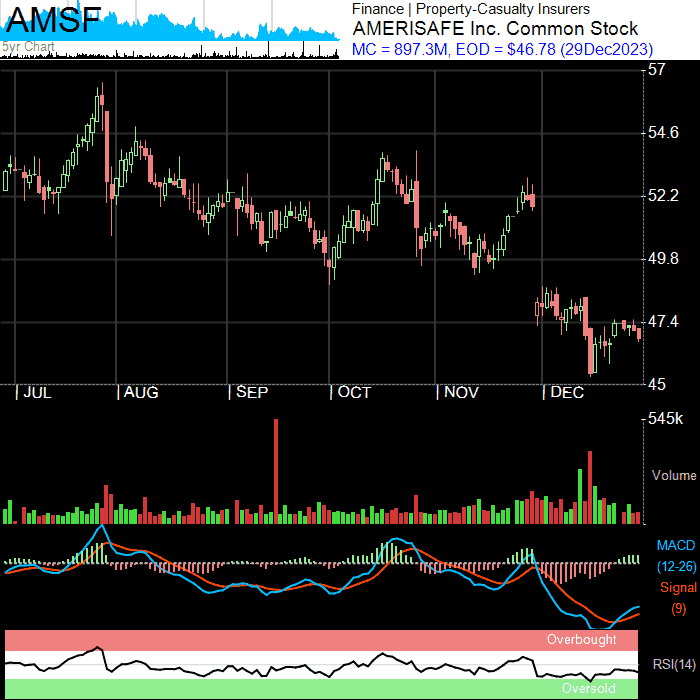 AMSF
5yr Chart
Finance | Property-Casualty Insurers
AMERISAFE Inc. Common Stock
MC = 897.3M, EOD = $46.78 (29Dec2023)
57
54.6
52.2
49.8
47.4
45
JUL AUG SEP OCT NOV DEC
545k
Volume
MACD
(12-26)
Signal
(9)
Overbought
RSI(14)
Oversold